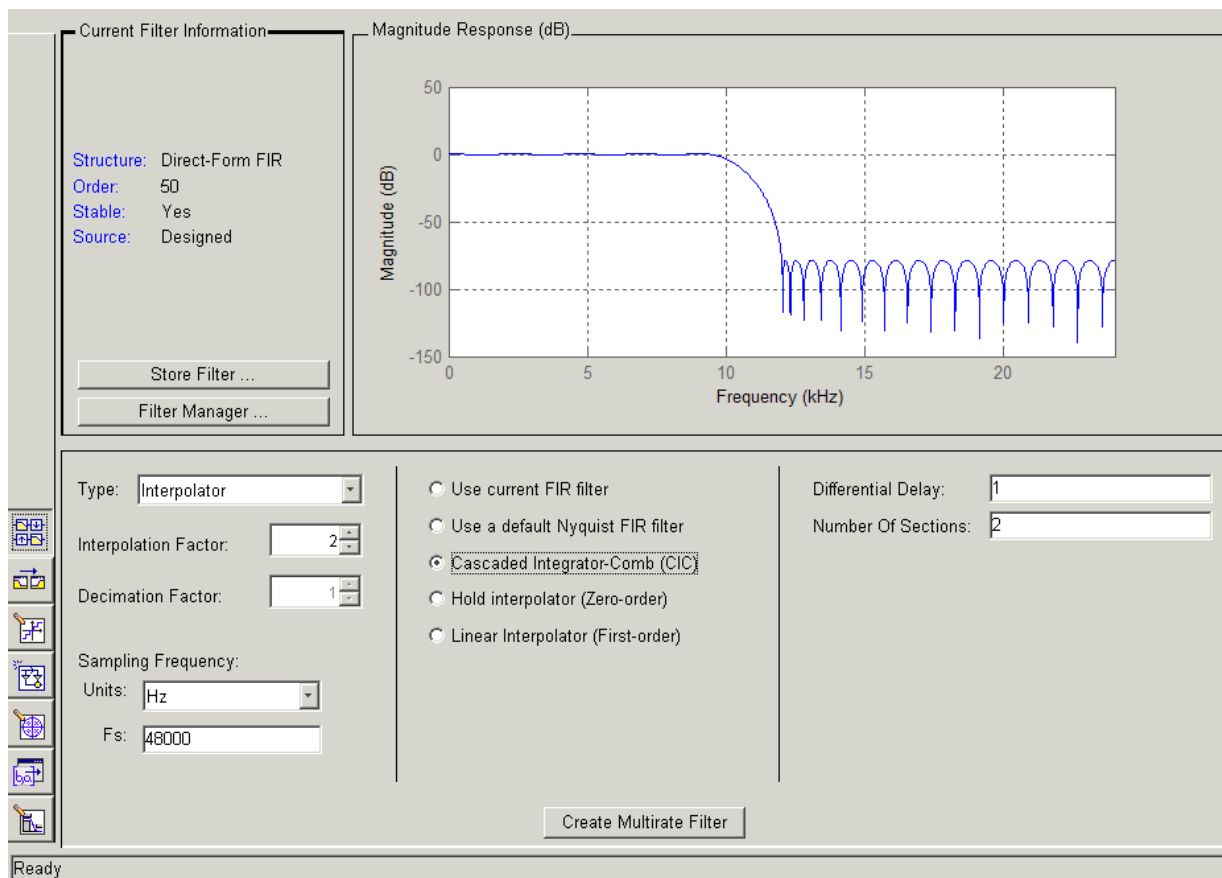 Current Filter Information
Structure: Direct-Form FIR
Order: 50
Stable: Yes
Source: Designed
Store Filter ...
Filter Manager ...
Magnitude Response (dB)
50
0
-50
-100
-150
Magnitude (dB)
0 5 10 15 20
Frequency (kHz)
Type: Interpolator
Interpolation Factor: 2
Decimation Factor: 1
Sampling Frequency:
Units: Hz
Fs: 48000
Use current FIR filter
Use a default Nyquist FIR filter
Cascaded Integrator-Comb (CIC)
Hold interpolator (Zero-order)
Linear Interpolator (First-order)
Differential Delay: 1
Number Of Sections: 2
Create Multirate Filter
[b,a]
Ready